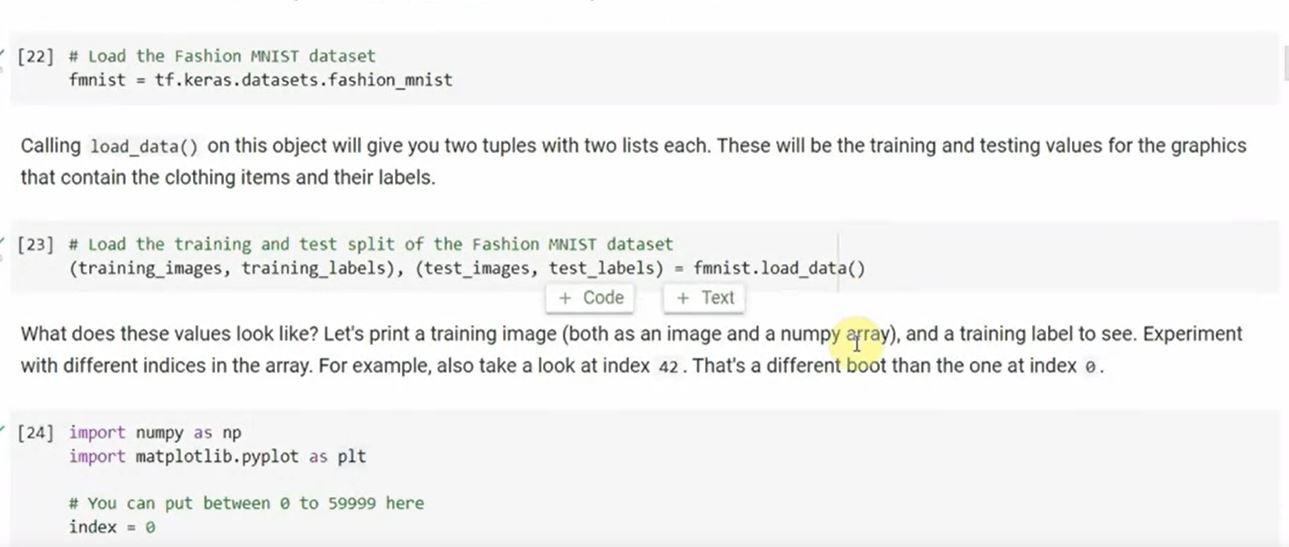 [22] # Load the Fashion MNIST dataset
fmnist = tf.keras.datasets.fashion_mnist
Calling load_data() on this object will give you two tuples with two lists each. These will be the training and testing values for the graphics
that contain the clothing items and their labels.
[23] # Load the training and test split of the Fashion MNIST dataset
(training_images, training_labels), (test_images, test_labels) = fmnist.load_data()
+ Code + Text
What does these values look like? Let's print a training image (both as an image and a numpy array), and a training label to see. Experiment
with different indices in the array. For example, also take a look at index 42. That's a different boot than the one at index 0.
[24] import numpy as np
import matplotlib.pyplot as plt
# You can put between 0 to 59999 here
index = 0